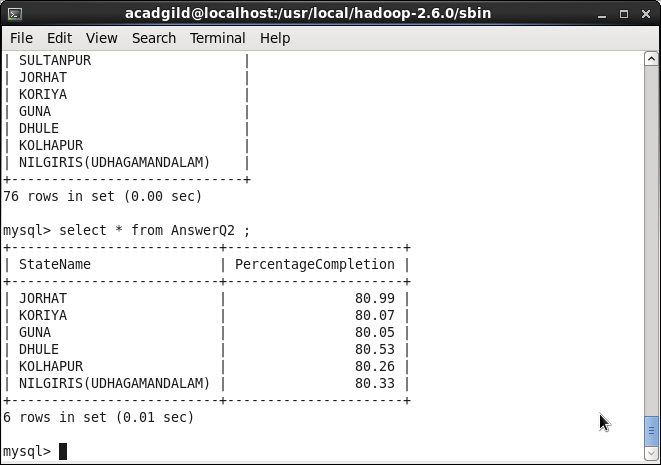 acadgild@localhost:/usr/local/hadoop-2.6.0/sbin
File Edit View Search Terminal Help
| SULTANPUR                  |
| JORHAT                     |
| KORIYA                     |
| GUNA                       |
| DHULE                      |
| KOLHAPUR                   |
| NILGIRIS(UDHAGAMANDALAM)    |
+----------------------------+
76 rows in set (0.00 sec)
mysql> select * from AnswerQ2 ;
+--------------------------+----------------------+
| StateName                | PercentageCompletion |
+--------------------------+----------------------+
| JORHAT                   |                80.99 |
| KORIYA                   |                80.07 |
| GUNA                     |                80.05 |
| DHULE                    |                80.53 |
| KOLHAPUR                 |                80.26 |
| NILGIRIS(UDHAGAMANDALAM) |                80.33 |
+--------------------------+----------------------+
6 rows in set (0.01 sec)
mysql>